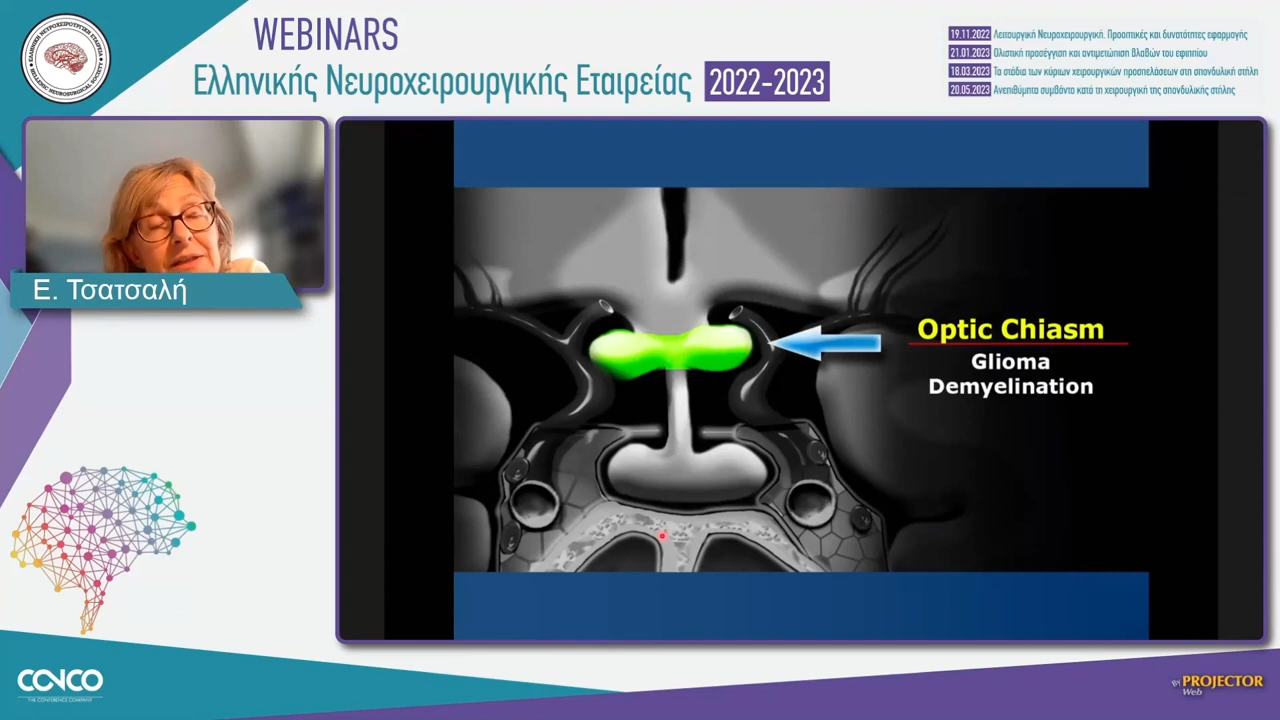 WEBINARS
Ελληνικής Νευροχειρουργικής Εταιρείας 2022-2023
19.11.2022 Λειτουργική Νευροχειρουργική. Προοπτικές και δυνατότητες εφαρμογής
21.01.2023 Ολιστική προσέγγιση και αντιμετώπιση βλαβών του εφιππίου
18.03.2023 Τα στάδια των κύριων χειρουργικών προσπελάσεων στη σπονδυλική στήλη
20.05.2023 Ανεπιθύμητα συμβάντα κατά τη χειρουργική της σπονδυλικής στήλης
Ε. Τσατσαλή
Optic Chiasm
Glioma
Demyelination
CONCO
THE CONFERENCE COMPANY
BY PROJECTOR
Web